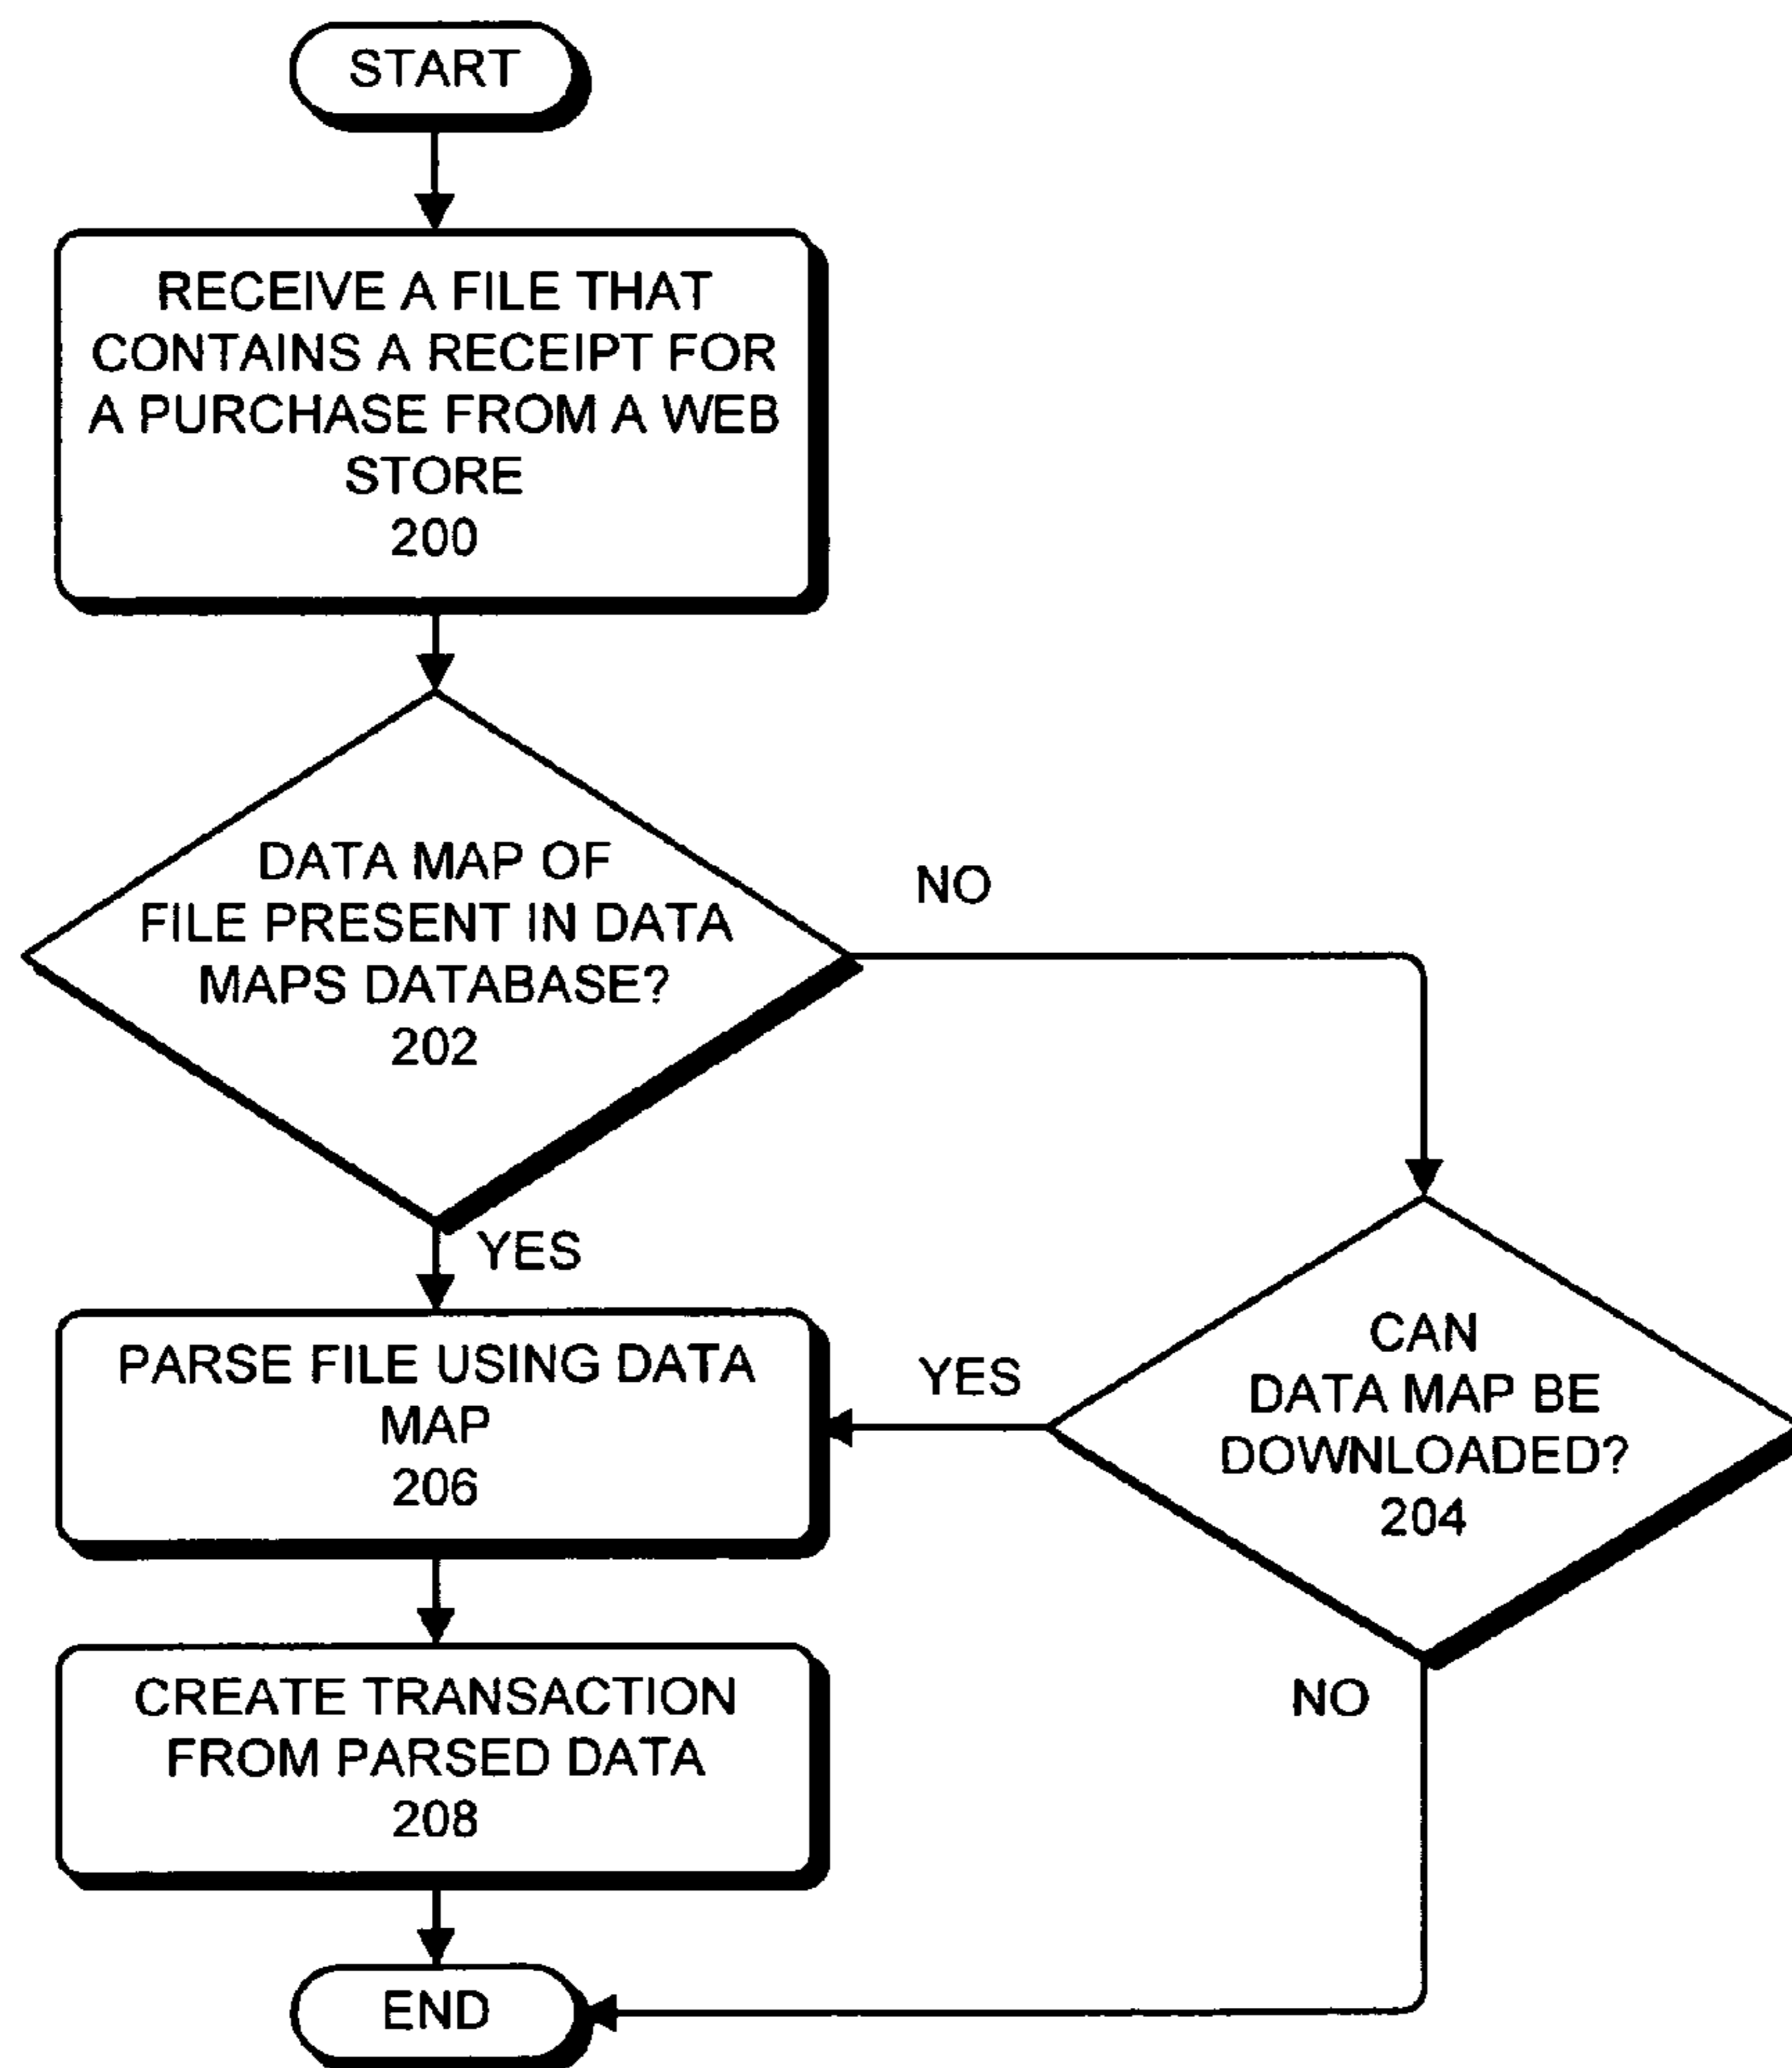 START
RECEIVE A FILE THAT
CONTAINS A RECEIPT FOR
A PURCHASE FROM A WEB
STORE
200
DATA MAP OF
FILE PRESENT IN DATA
MAPS DATABASE?
202
NO
YES
PARSE FILE USING DATA
MAP
206
YES
CAN
DATA MAP BE
DOWNLOADED?
204
CREATE TRANSACTION
FROM PARSED DATA
208
NO
END